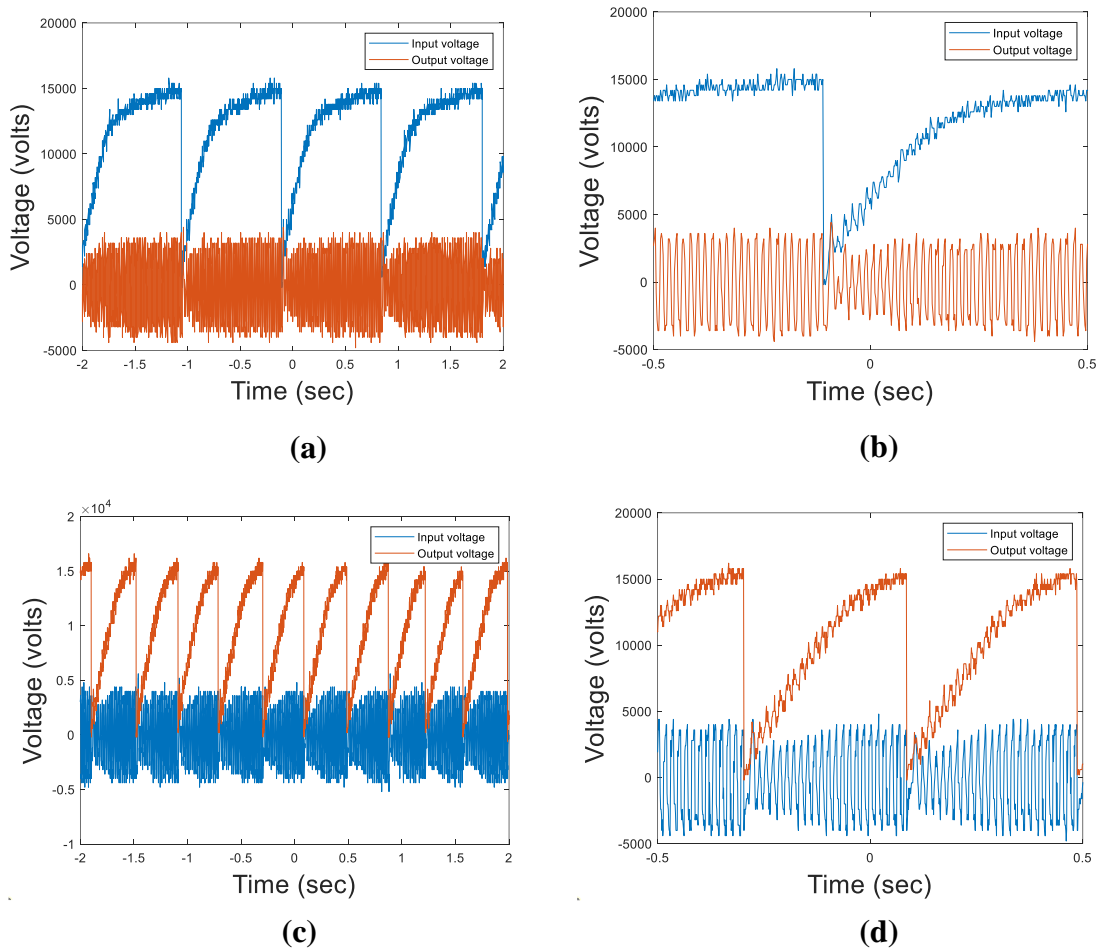 20000
15000
10000
5000
0
-5000
Voltage (volts)
Input voltage
Output voltage
-2 -1.5 -1 -0.5 0 0.5 1 1.5 2
Time (sec)
(a)
20000
15000
10000
5000
0
-5000
Voltage (volts)
Input voltage
Output voltage
-0.5 0 0.5
Time (sec)
(b)
×10⁴
2
1.5
1
0.5
0
-0.5
-1
Voltage (volts)
Input voltage
Output voltage
-2 -1.5 -1 -0.5 0 0.5 1 1.5 2
Time (sec)
(c)
20000
15000
10000
5000
0
-5000
Voltage (volts)
Input voltage
Output voltage
-0.5 0 0.5
Time (sec)
(d)